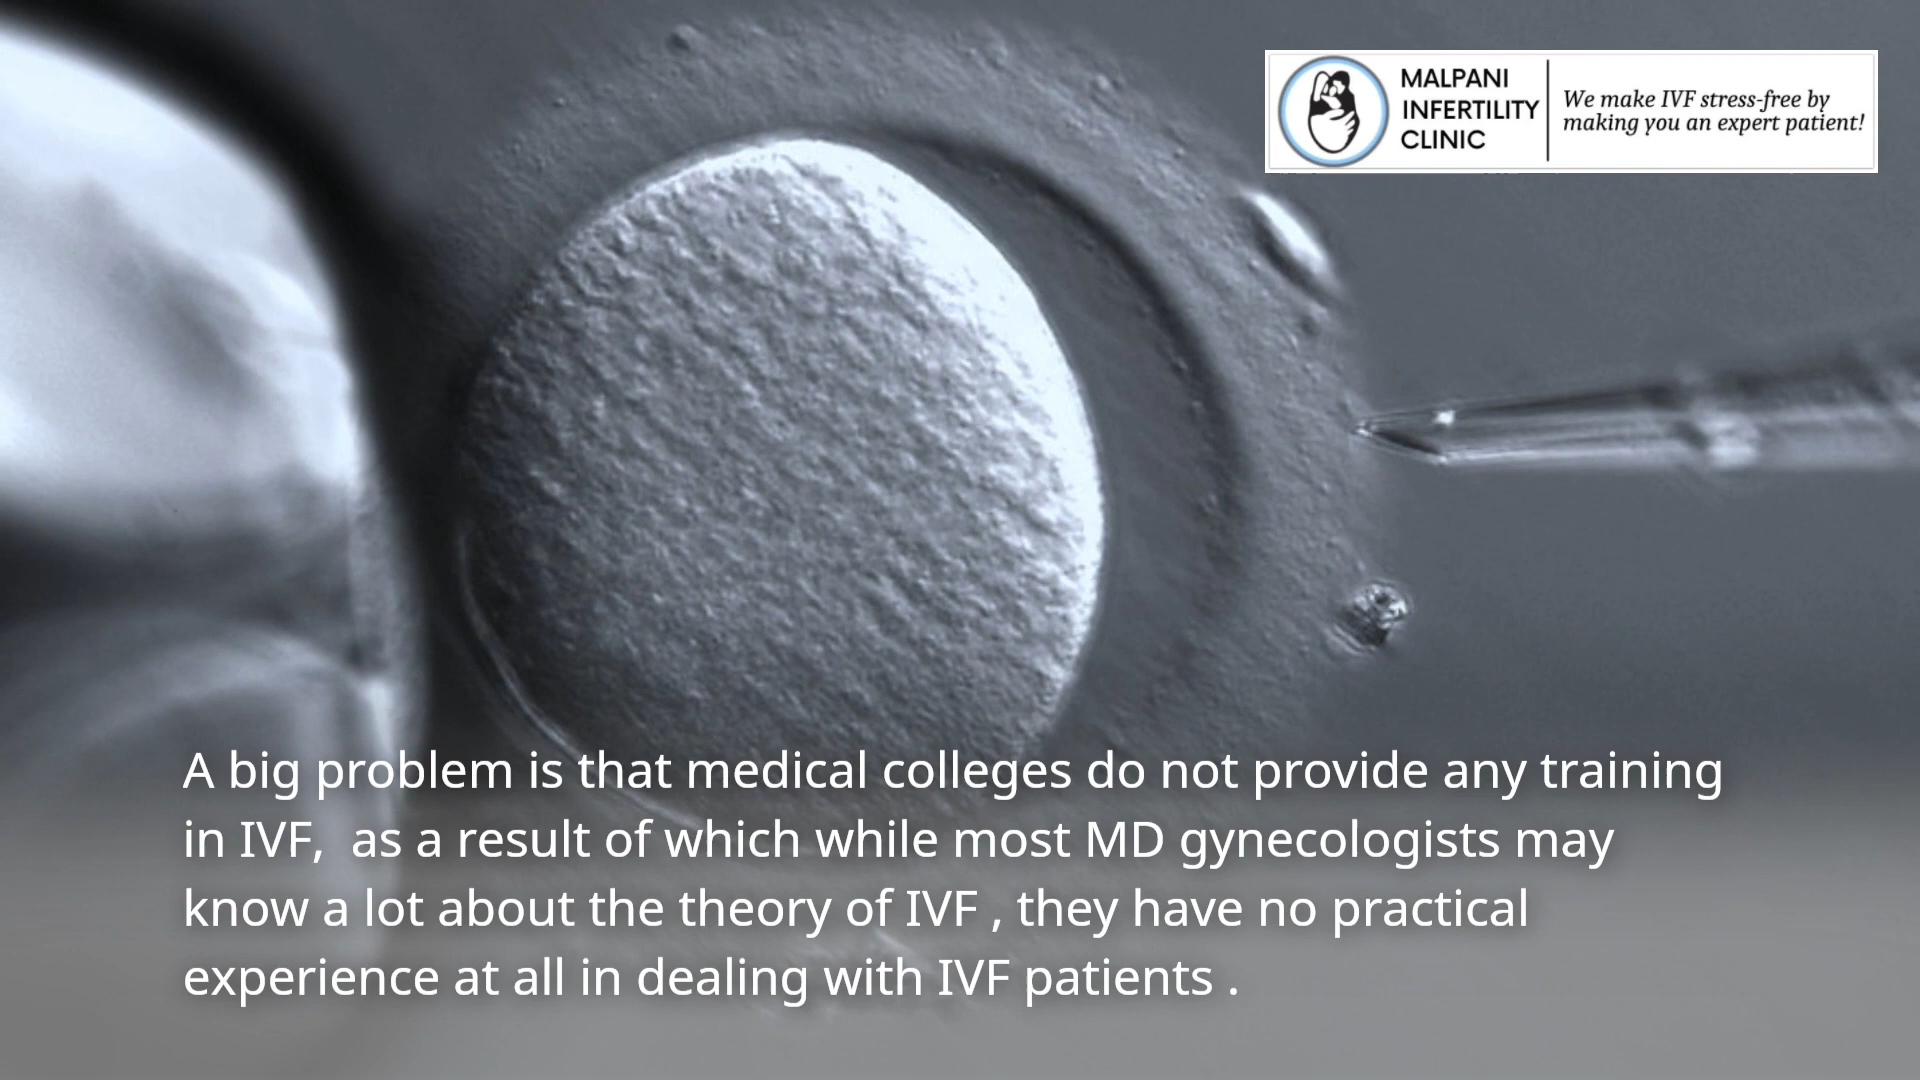 MALPANI
INFERTILITY
CLINIC
We make IVF stress-free by
making you an expert patient!
A big problem is that medical colleges do not provide any training
in IVF,  as a result of which while most MD gynecologists may
know a lot about the theory of IVF , they have no practical
experience at all in dealing with IVF patients .